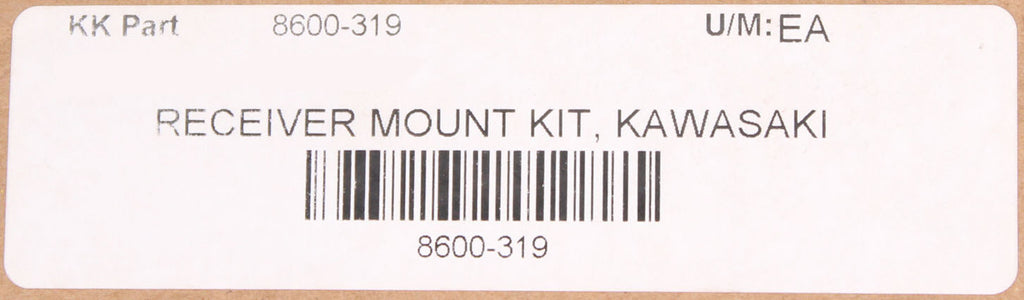 KK Part 8600-319 U/M: EA
RECEIVER MOUNT KIT, KAWASAKI
8600-319